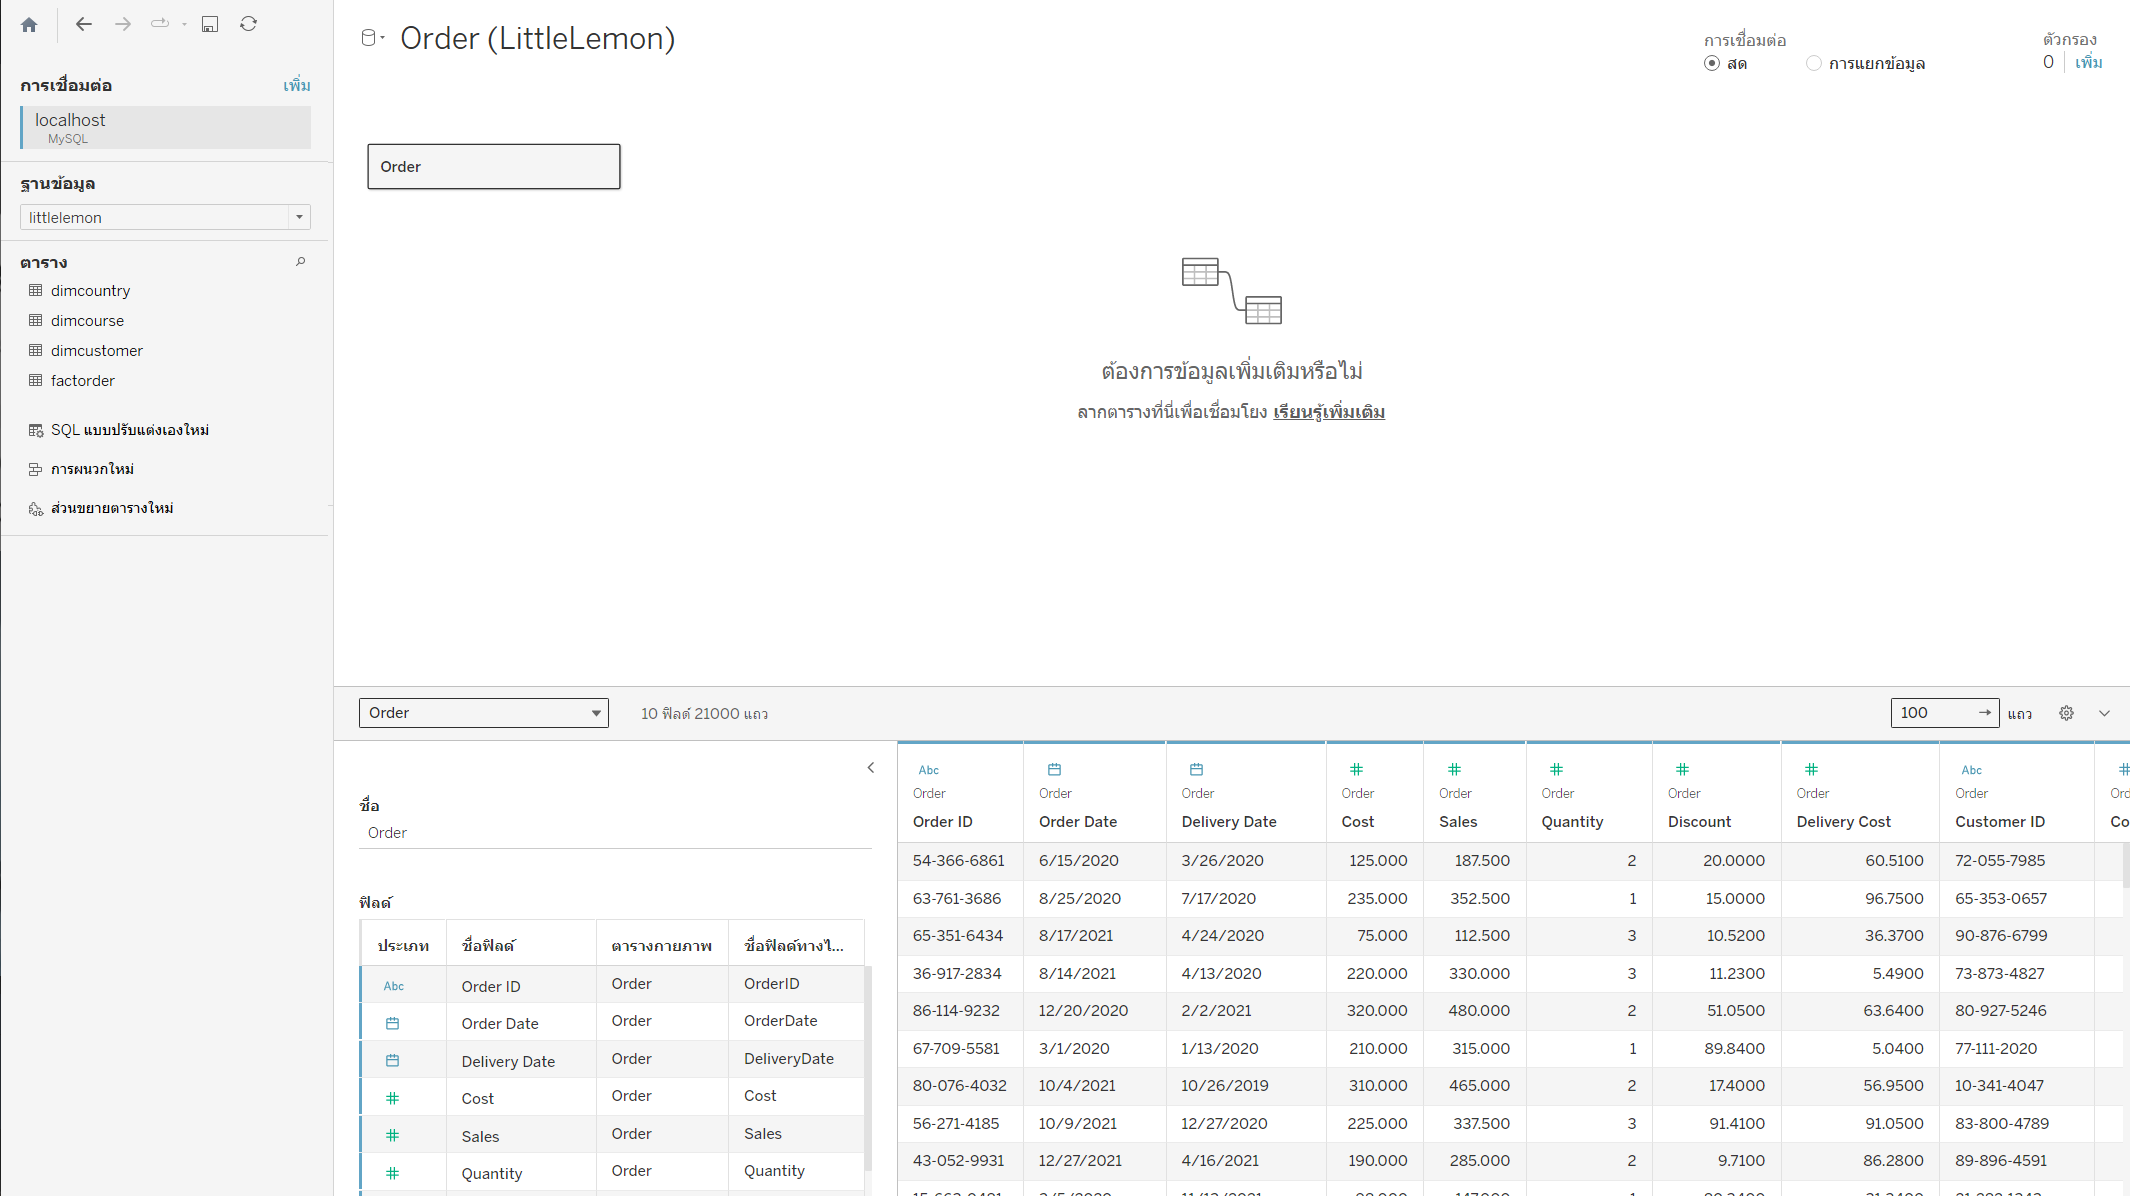 Order (LittleLemon)
การเชื่อมต่อ
สด
การแยกข้อมูล
ตัวกรอง
0 เพิ่ม
การเชื่อมต่อ เพิ่ม
localhost
MySQL
ฐานข้อมูล
littlelemon
ตาราง
dimcountry
dimcourse
dimcustomer
factorder
SQL แบบปรับแต่งเองใหม่
การผนวกใหม่
ส่วนขยายตารางใหม่
Order
ต้องการข้อมูลเพิ่มเติมหรือไม่
ลากตารางที่นี่เพื่อเชื่อมโยง เรียนรู้เพิ่มเติม
Order 10 ฟิลด์ 21000 แถว 100 แถว
ชื่อ
Order
ฟิลด์
ประเภท ชื่อฟิลด์ ตารางกายภาพ ชื่อฟิลด์ทางไ...
Abc Order ID Order OrderID
Order Date Order OrderDate
Delivery Date Order DeliveryDate
Cost Order Cost
Sales Order Sales
Quantity Order Quantity
Abc Abc
Order Order Order Order Order Order Order Order Order Ord
Order ID Order Date Delivery Date Cost Sales Quantity Discount Delivery Cost Customer ID Co
54-366-6861 6/15/2020 3/26/2020 125.000 187.500 2 20.0000 60.5100 72-055-7985
63-761-3686 8/25/2020 7/17/2020 235.000 352.500 1 15.0000 96.7500 65-353-0657
65-351-6434 8/17/2021 4/24/2020 75.000 112.500 3 10.5200 36.3700 90-876-6799
36-917-2834 8/14/2021 4/13/2020 220.000 330.000 3 11.2300 5.4900 73-873-4827
86-114-9232 12/20/2020 2/2/2021 320.000 480.000 2 51.0500 63.6400 80-927-5246
67-709-5581 3/1/2020 1/13/2020 210.000 315.000 1 89.8400 5.0400 77-111-2020
80-076-4032 10/4/2021 10/26/2019 310.000 465.000 2 17.4000 56.9500 10-341-4047
56-271-4185 10/9/2021 12/27/2020 225.000 337.500 3 91.4100 91.0500 83-800-4789
43-052-9931 12/27/2021 4/16/2021 190.000 285.000 2 9.7100 86.2800 89-896-4591